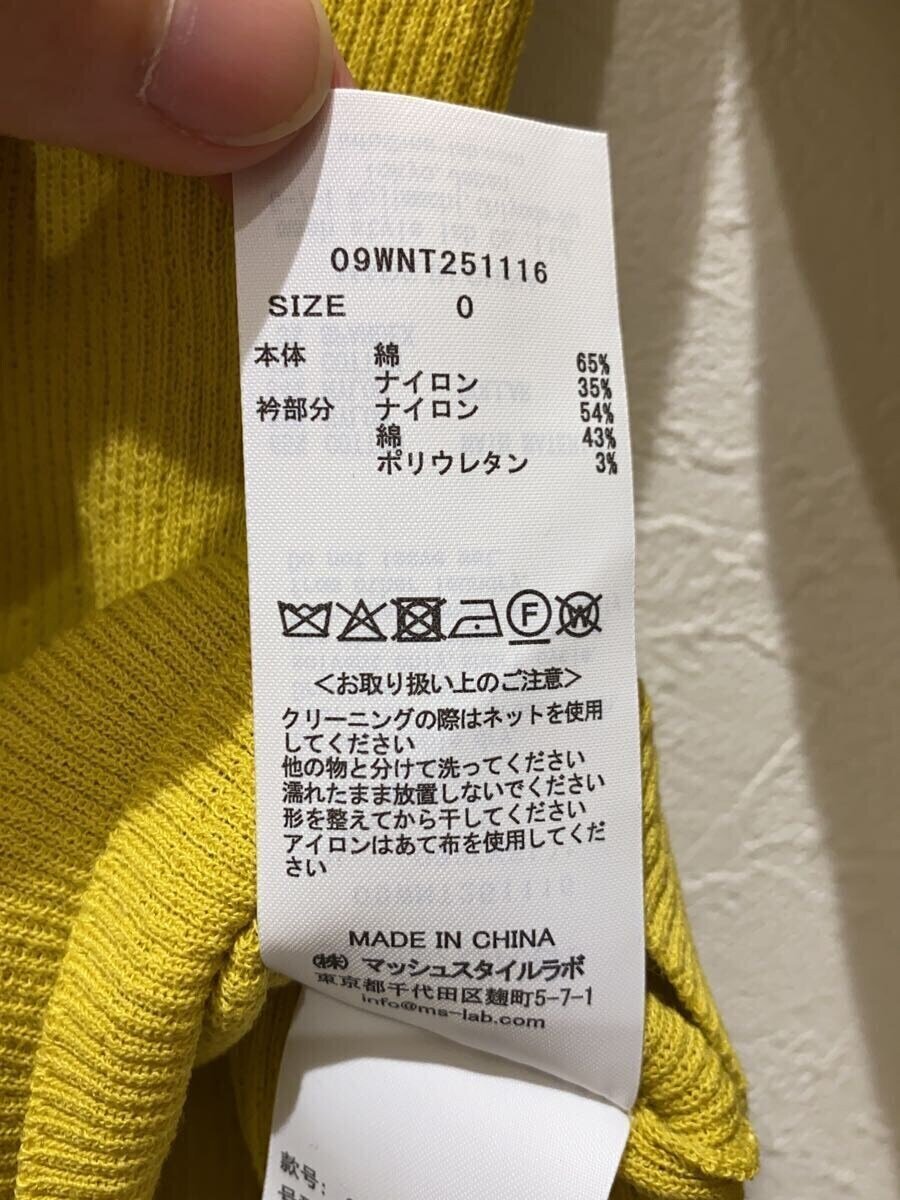 09WNT251116
SIZE 0
本体 綿 65%
ナイロン 35%
衿部分 ナイロン 54%
綿 43%
ポリウレタン 3%
F W
<お取り扱い上のご注意>
クリーニングの際はネットを使用
してください
他の物と分けて洗ってください
濡れたまま放置しないでください
形を整えてから干してください
アイロンはあて布を使用してくだ
さい
MADE IN CHINA
(株) マッシュスタイルラボ
東京都千代田区麹町5-7-1
info@ms-lab.com
款号: